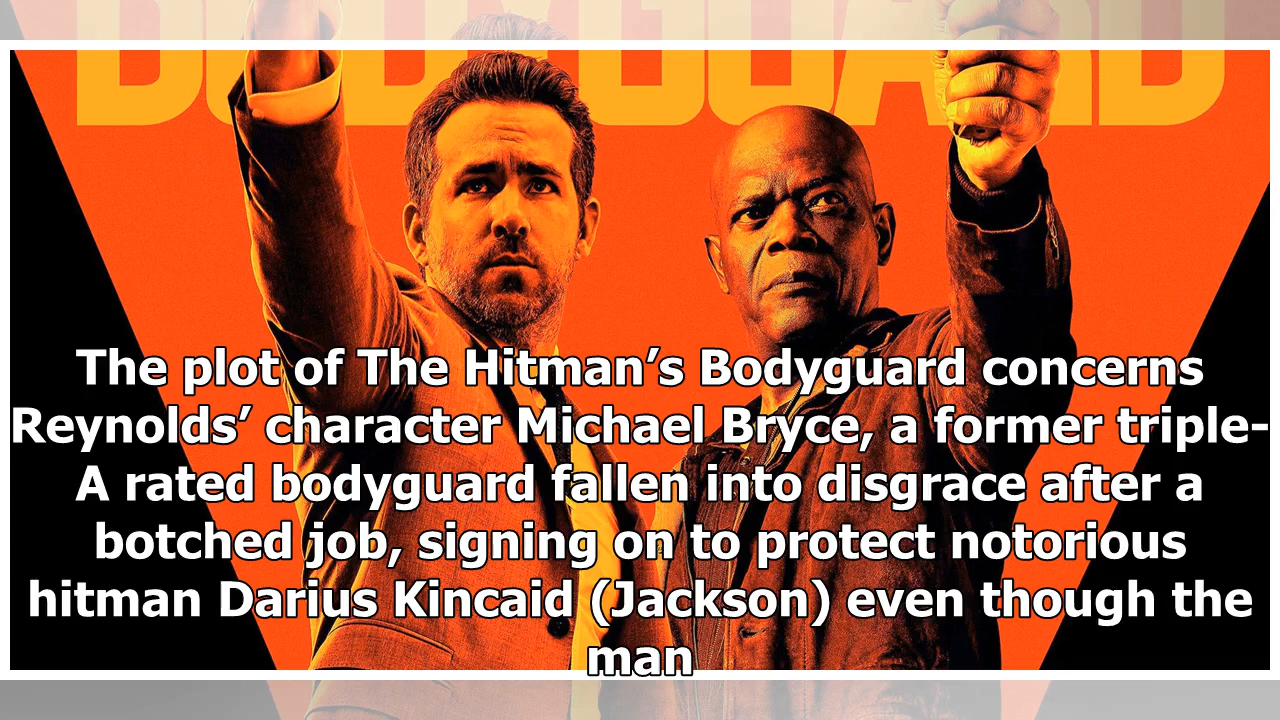 BODYGUARD
The plot of The Hitman’s Bodyguard concerns
Reynolds’ character Michael Bryce, a former triple-
A rated bodyguard fallen into disgrace after a
botched job, signing on to protect notorious
hitman Darius Kincaid (Jackson) even though the
man